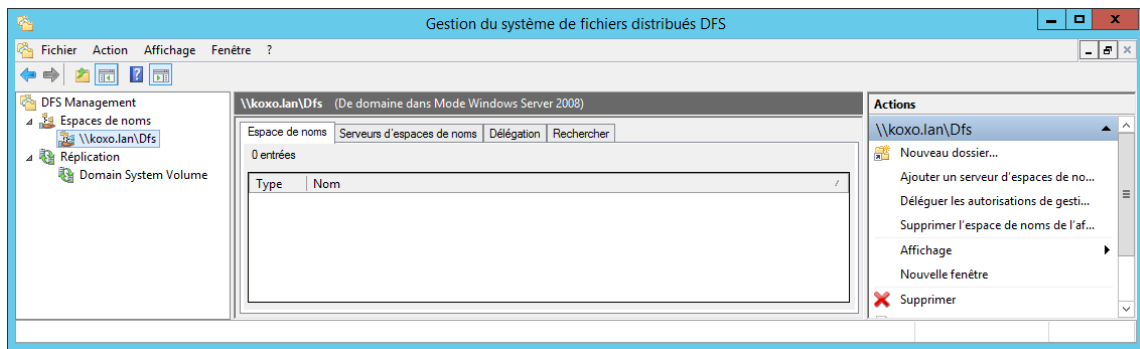 Gestion du système de fichiers distribués DFS
Fichier Action Affichage Fenêtre ?
DFS Management
Espaces de noms
\\koxo.lan\Dfs
Réplication
Domain System Volume
\\koxo.lan\Dfs (De domaine dans Mode Windows Server 2008)
Espace de noms Serveurs d'espaces de noms Délégation Rechercher
0 entrées
Type Nom
Actions
\\koxo.lan\Dfs
Nouveau dossier...
Ajouter un serveur d'espaces de no...
Déléguer les autorisations de gesti...
Supprimer l'espace de noms de l'af...
Affichage
Nouvelle fenêtre
Supprimer